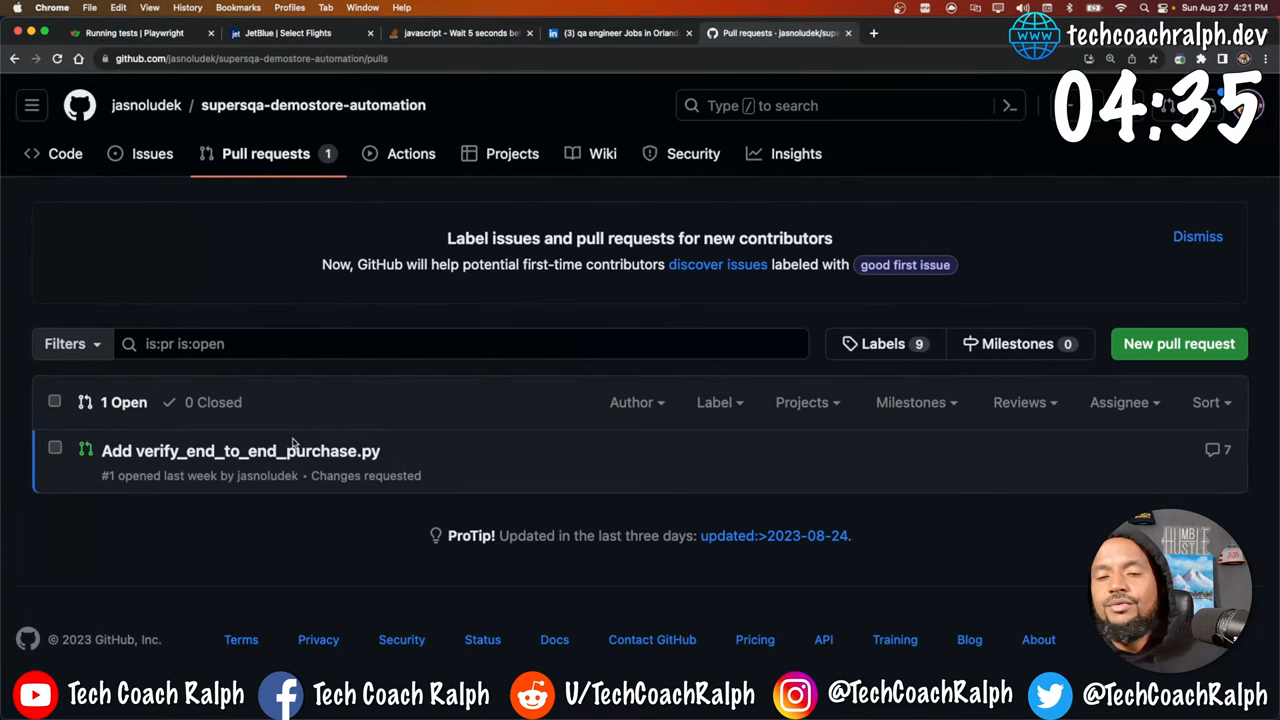 Chrome File Edit View History Bookmarks Profiles Tab Window Help Sun Aug 27 4:21 PM
Running tests | Playwright
JetBlue | Select Flights
javascript - Wait 5 seconds be
(3) qa engineer Jobs in Orland
Pull requests · jasnoludek/supe
techcoachralph.dev
github.com/jasnoludek/supersqa-demostore-automation/pulls
04:35
jasnoludek / supersqa-demostore-automation
Type / to search
Code Issues Pull requests 1 Actions Projects Wiki Security Insights
Label issues and pull requests for new contributors
Dismiss
Now, GitHub will help potential first-time contributors discover issues labeled with good first issue
Filters is:pr is:open Labels 9 Milestones 0 New pull request
1 Open 0 Closed Author Label Projects Milestones Reviews Assignee Sort
Add verify_end_to_end_purchase.py 7
#1 opened last week by jasnoludek • Changes requested
ProTip! Updated in the last three days: updated:>2023-08-24.
HUMBLE
HUSTLE
© 2023 GitHub, Inc. Terms Privacy Security Status Docs Contact GitHub Pricing API Training Blog About
Tech Coach Ralph Tech Coach Ralph U/TechCoachRalph @TechCoachRalph @TechCoachRalph